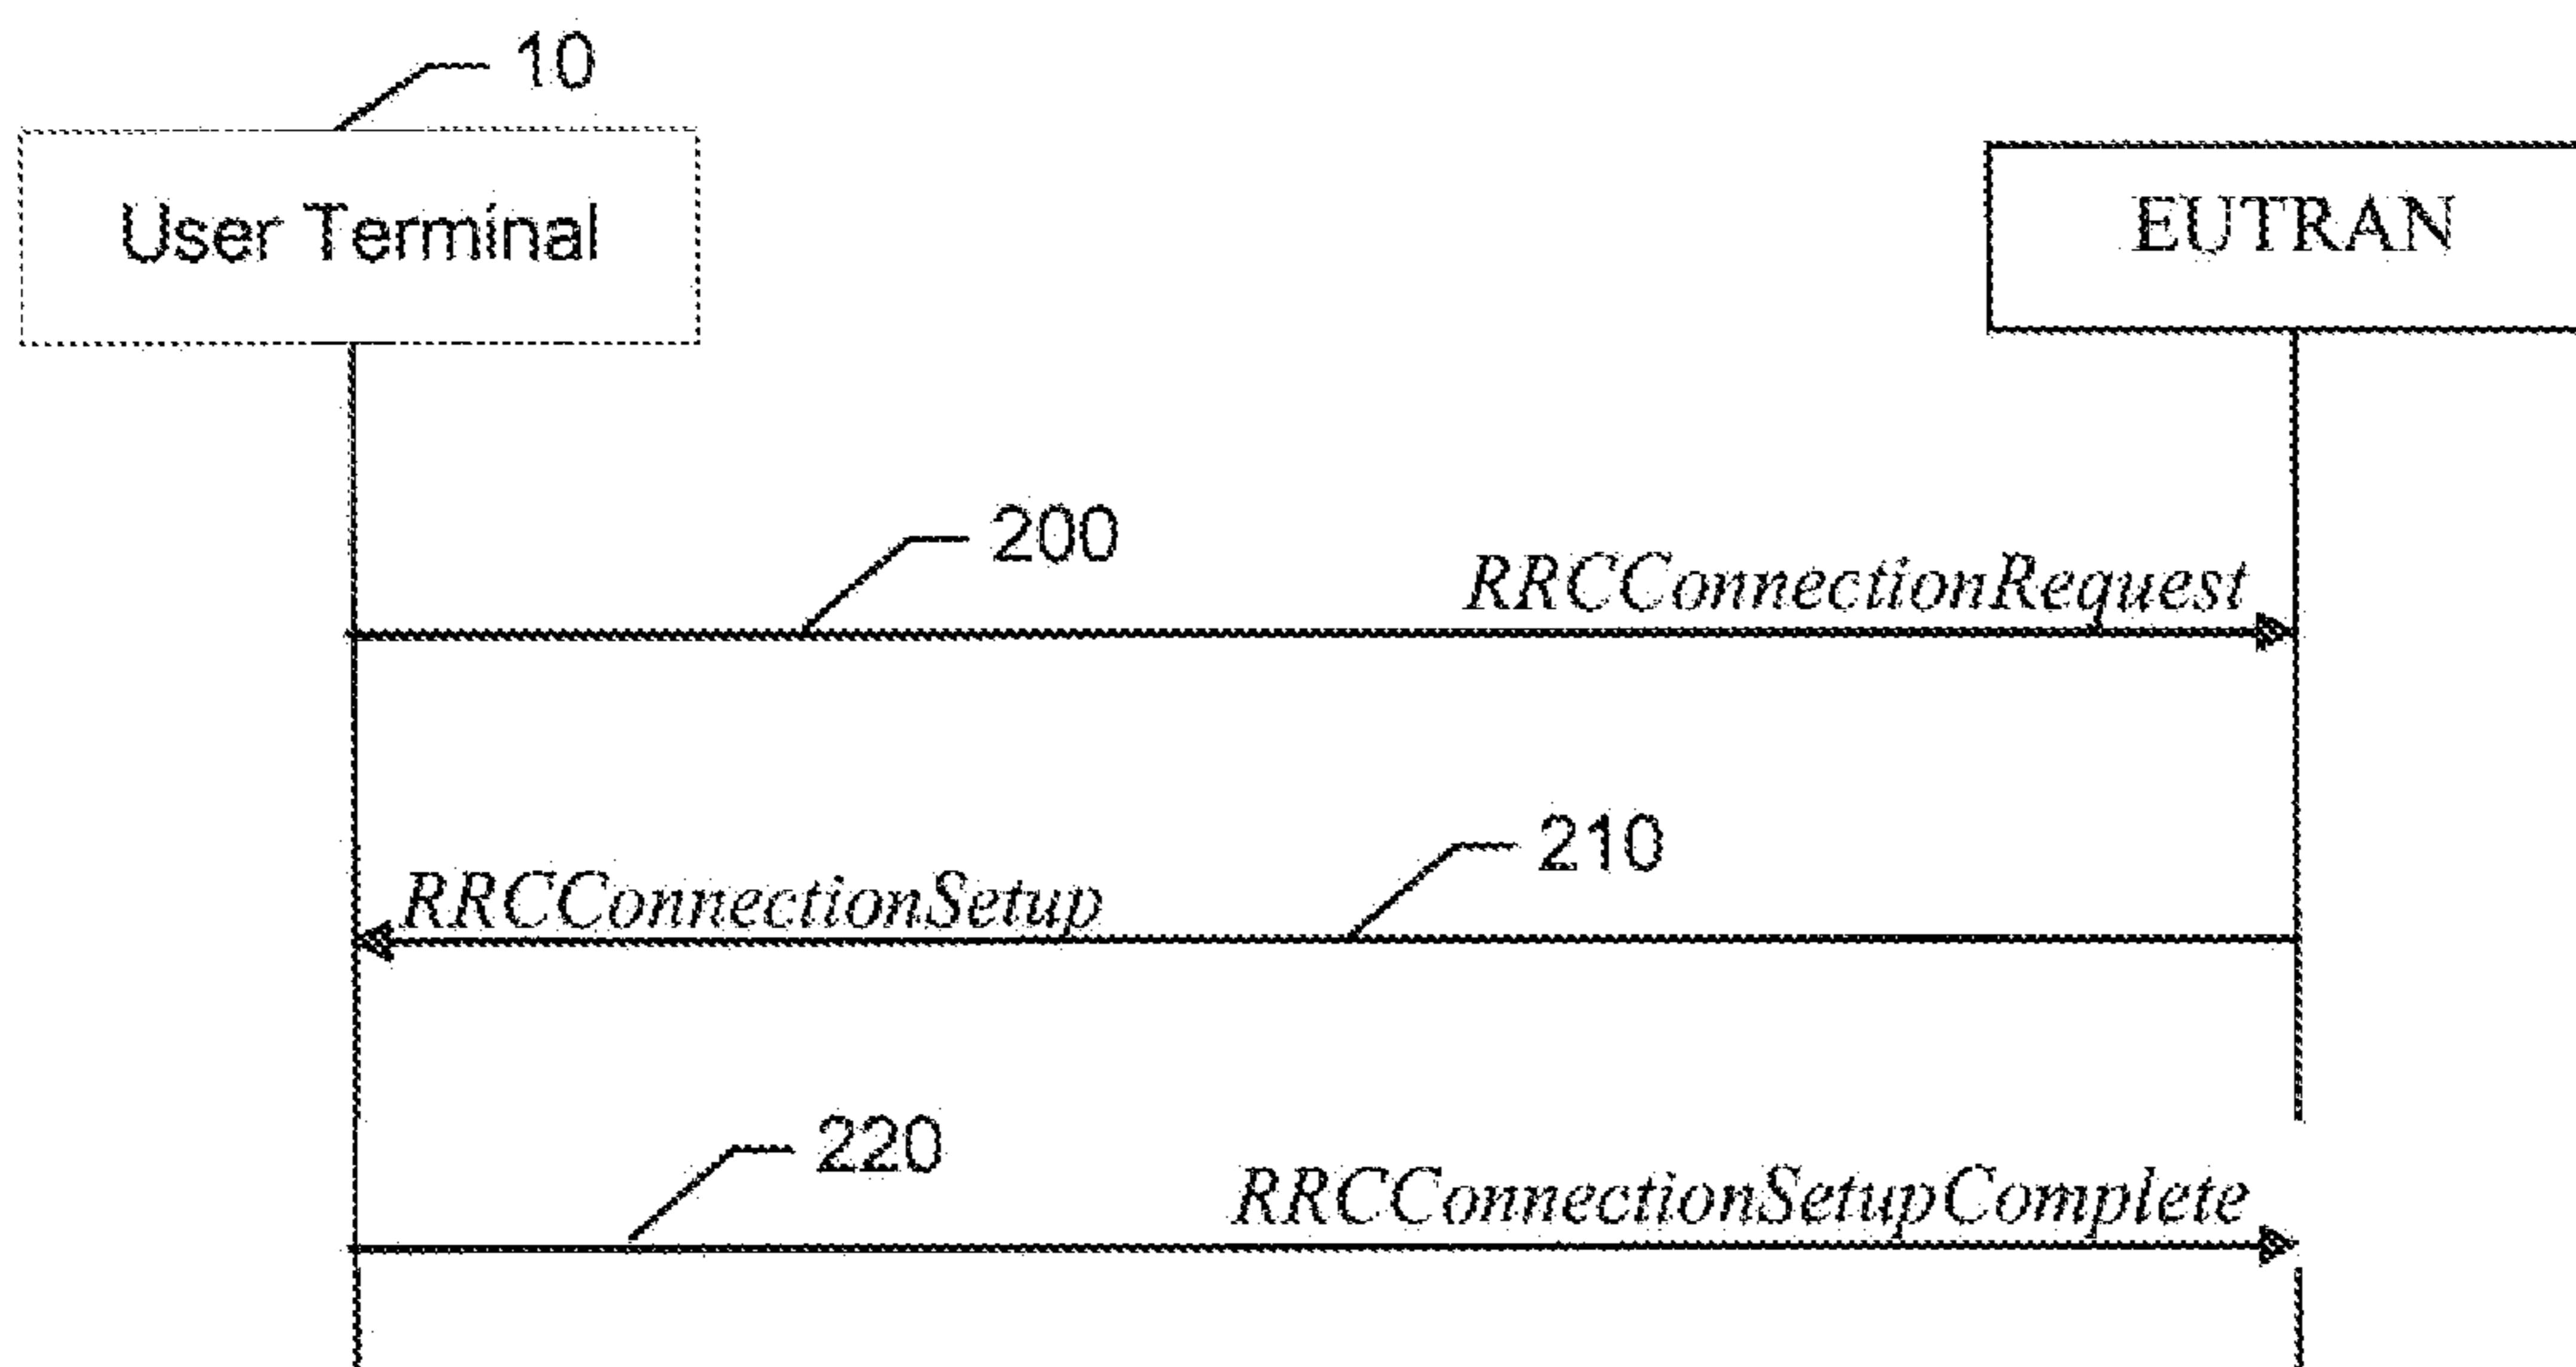 10
User Terminal
EUTRAN
200
RRCConnectionRequest
210
RRCConnectionSetup
220
RRCConnectionSetupComplete